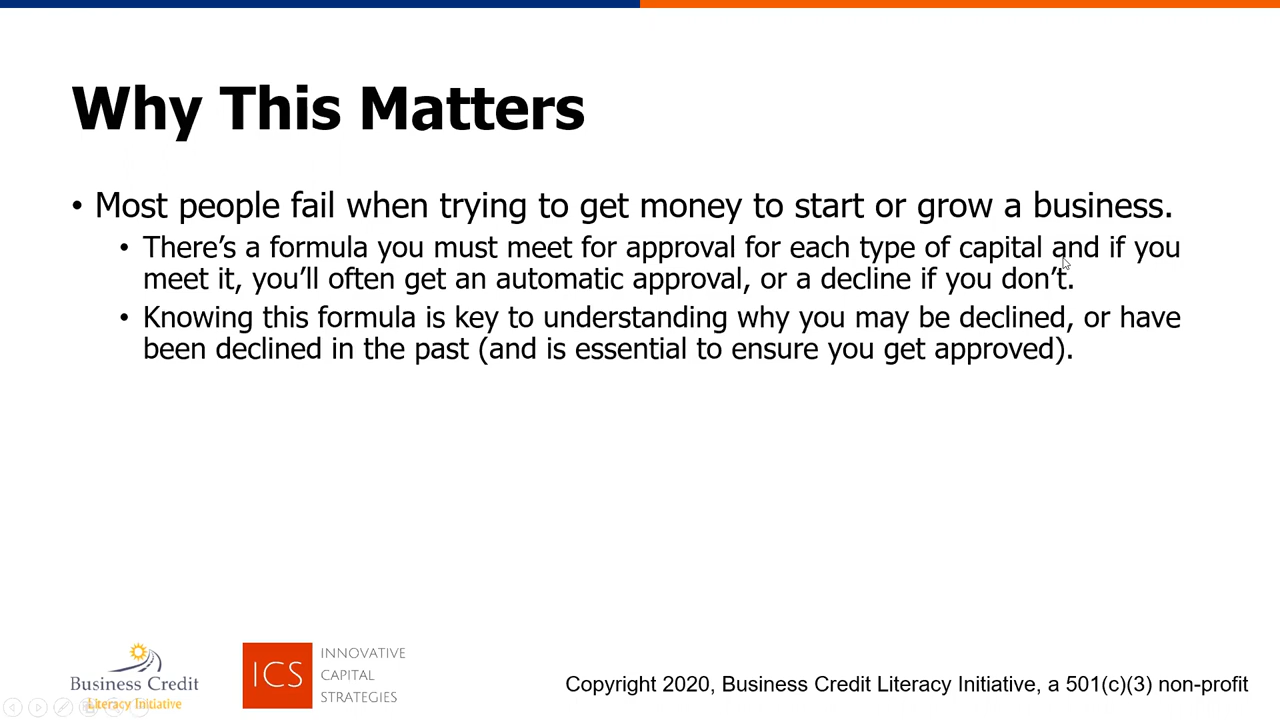 Why This Matters
• Most people fail when trying to get money to start or grow a business.
• There’s a formula you must meet for approval for each type of capital and if you
meet it, you’ll often get an automatic approval, or a decline if you don’t.
• Knowing this formula is key to understanding why you may be declined, or have
been declined in the past (and is essential to ensure you get approved).
Business Credit
Literacy Initiative
ICS
INNOVATIVE
CAPITAL
STRATEGIES
Copyright 2020, Business Credit Literacy Initiative, a 501(c)(3) non-profit